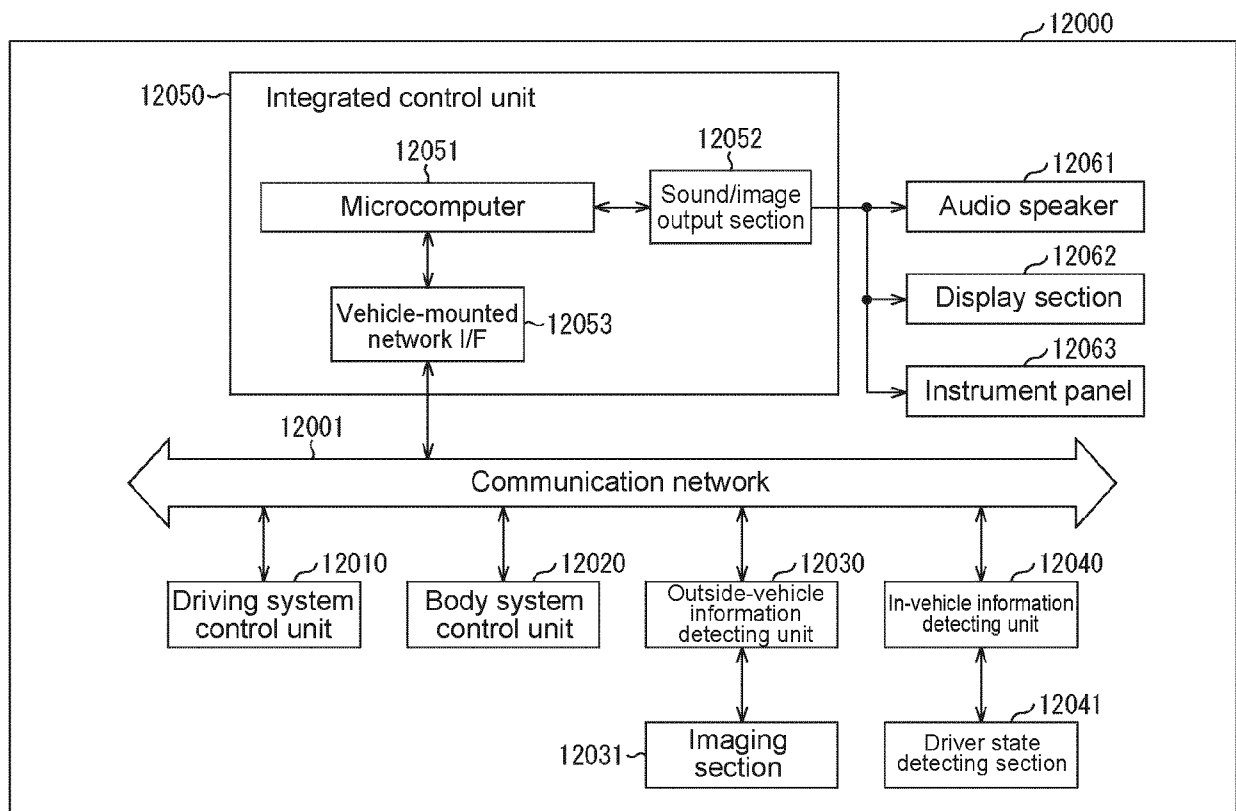 12000
12050
Integrated control unit
12051
Microcomputer
12052
Sound/image
output section
12061
Audio speaker
12062
Display section
12063
Instrument panel
Vehicle-mounted
network I/F
12053
12001
Communication network
12010
Driving system
control unit
12020
Body system
control unit
12030
Outside-vehicle
information
detecting unit
12040
In-vehicle information
detecting unit
12031
Imaging
section
12041
Driver state
detecting section